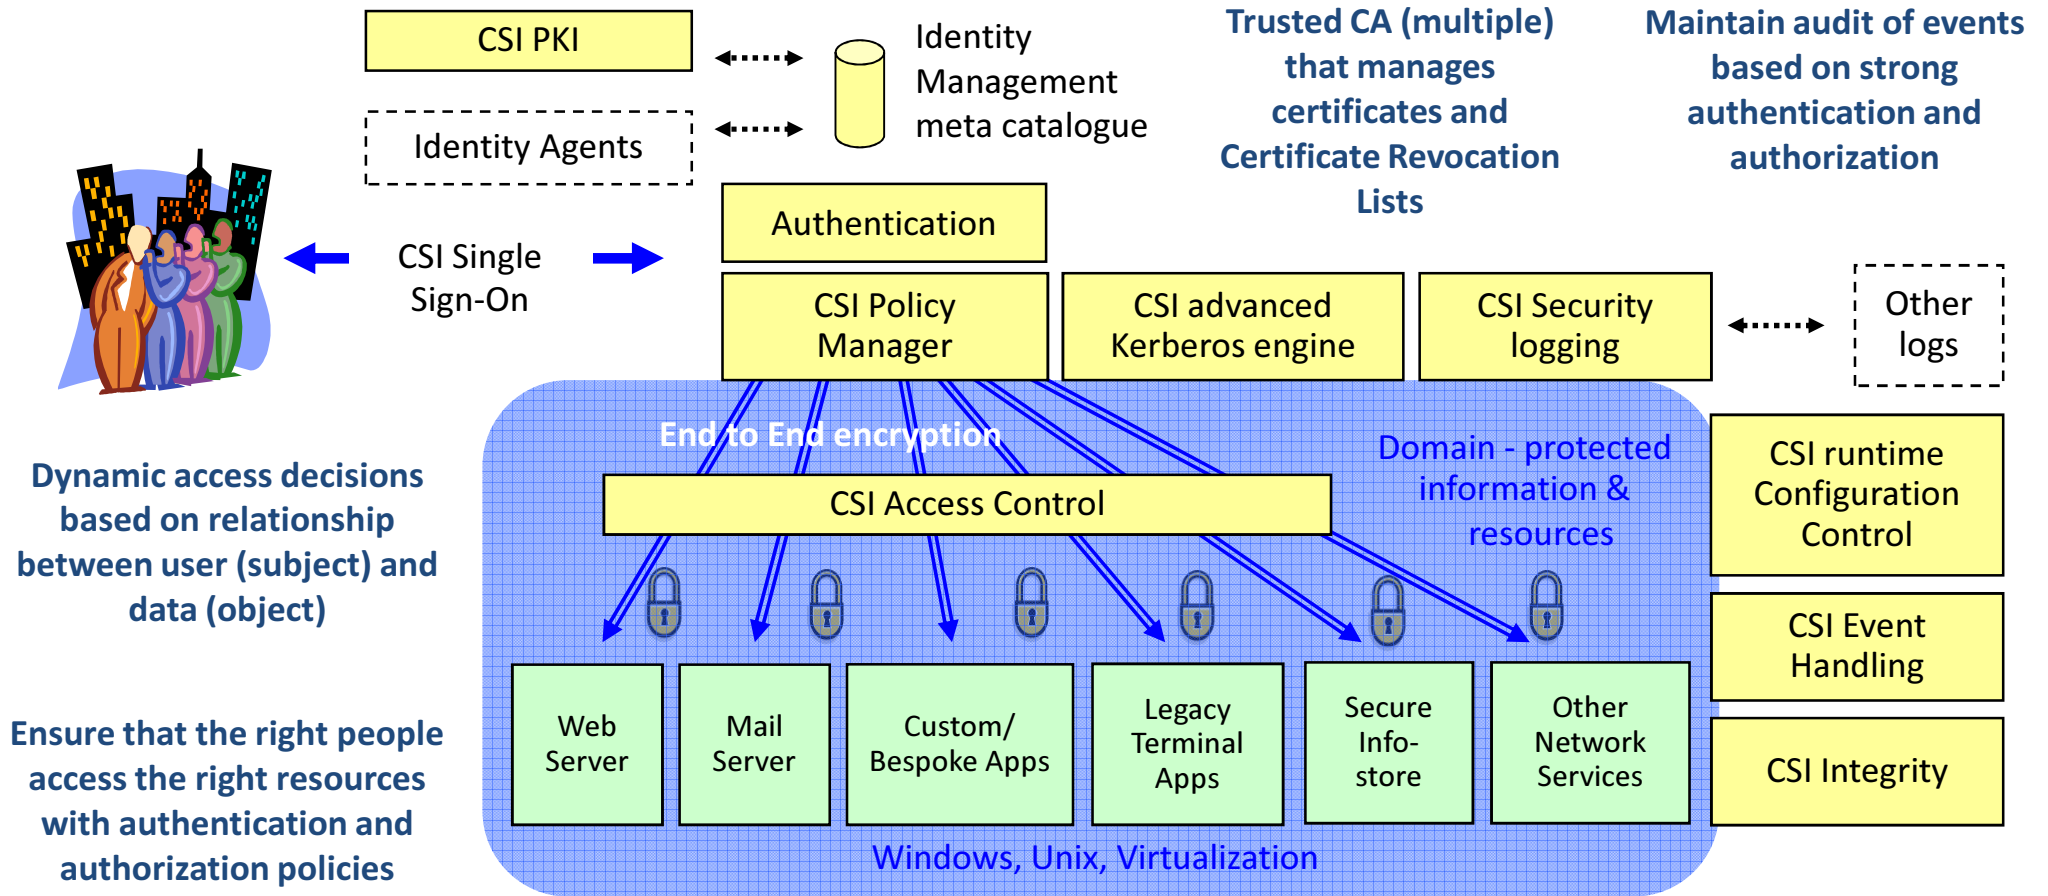 CSI PKI
Identity
Management
meta catalogue
Identity Agents
Trusted CA (multiple)
that manages
certificates and
Certificate Revocation
Lists
Maintain audit of events
based on strong
authentication and
authorization
CSI Single
Sign-On
Authentication
CSI Policy
Manager
CSI advanced
Kerberos engine
CSI Security
logging
Other
logs
End to End encryption
Domain - protected
information &
resources
CSI Access Control
Dynamic access decisions
based on relationship
between user (subject) and
data (object)
CSI runtime
Configuration
Control
CSI Event
Handling
CSI Integrity
Ensure that the right people
access the right resources
with authentication and
authorization policies
Web
Server
Mail
Server
Custom/
Bespoke Apps
Legacy
Terminal
Apps
Secure
Info-
store
Other
Network
Services
Windows, Unix, Virtualization